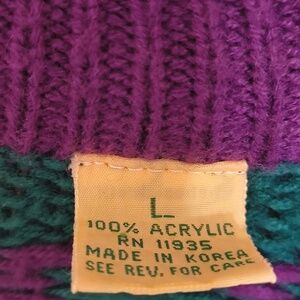 L
100% ACRYLIC
RN 11935
MADE IN KOREA
SEE REV. FOR CARE